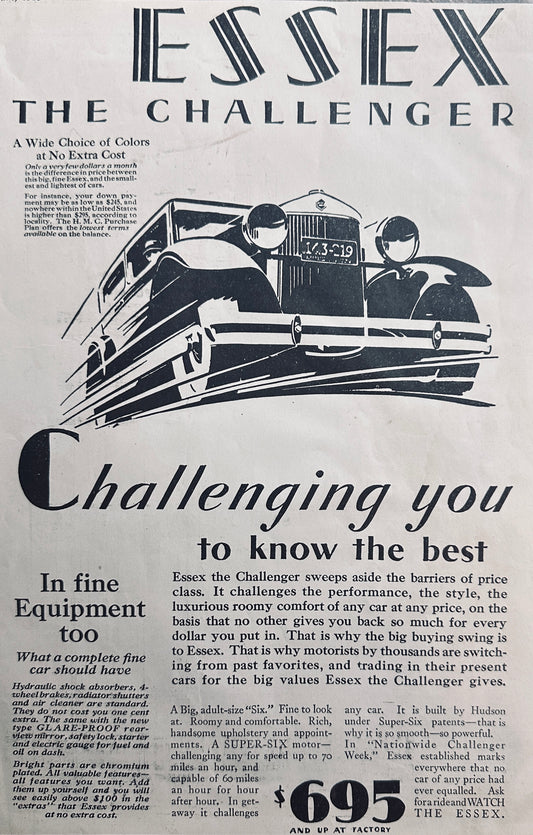 ESSEX
THE CHALLENGER
A Wide Choice of Colors
at No Extra Cost
Only a very few dollars a month
is the difference in price between
this big, fine Essex, and the small-
est and lightest of cars.
For instance, your down pay-
ment may be as low as $245, and
nowhere within the United States
is higher than $295, according to
locality. The H. M. C. Purchase
Plan offers the lowest terms
available on the balance.
143-219
Challenging you
to know the best
In fine
Equipment
too
What a complete fine
car should have
Hydraulic shock absorbers, 4-
wheel brakes, radiator shutters
and air cleaner are standard.
They do not cost you one cent
extra. The same with the new
type GLARE-PROOF rear-
view mirror, safety lock, starter
and electric gauge for fuel and
oil on dash.
Bright parts are chromium
plated. All valuable features—
all features you want. Add
them up yourself and you will
see easily above $100 in the
"extras" that Essex provides
at no extra cost.
Essex the Challenger sweeps aside the barriers of price
class. It challenges the performance, the style, the
luxurious roomy comfort of any car at any price, on the
basis that no other gives you back so much for every
dollar you put in. That is why the big buying swing is
to Essex. That is why motorists by thousands are switch-
ing from past favorites, and trading in their present
cars for the big values Essex the Challenger gives.
A Big, adult-size "Six." Fine to look
at. Roomy and comfortable. Rich,
handsome upholstery and appoint-
ments. A SUPER-SIX motor—
challenging any for speed up to 70
miles an hour, and
capable of 60 miles
an hour for hour
after hour. In get-
away it challenges
any car. It is built by Hudson
under Super-Six patents—that is
why it is so smooth—so powerful.
In "Nationwide Challenger
Week," Essex established marks
everywhere that no
car of any price had
ever equalled. Ask
for a ride and WATCH
THE ESSEX.
$695
AND UP AT FACTORY